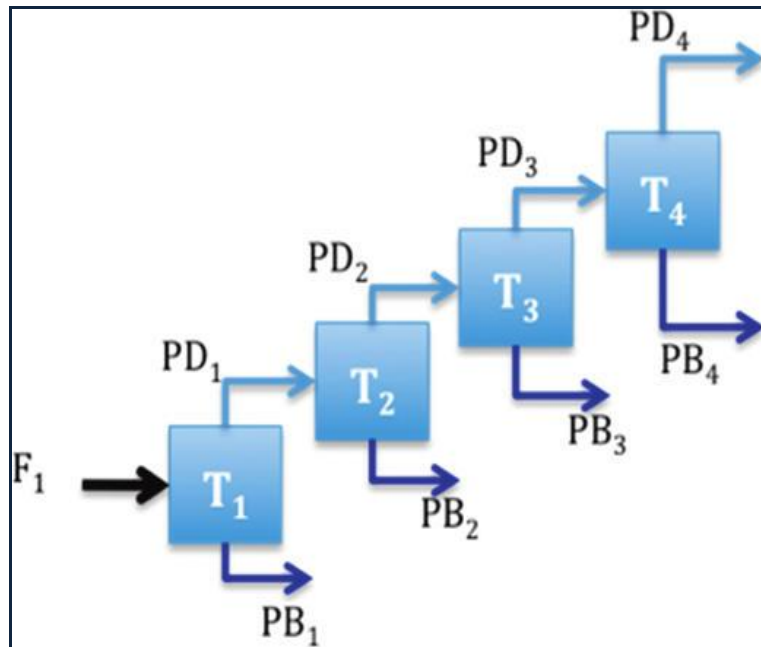 PD₄
PD₃
T₄
PD₂
T₃
PB₄
PD₁
T₂
PB₃
F₁
T₁
PB₂
PB₁